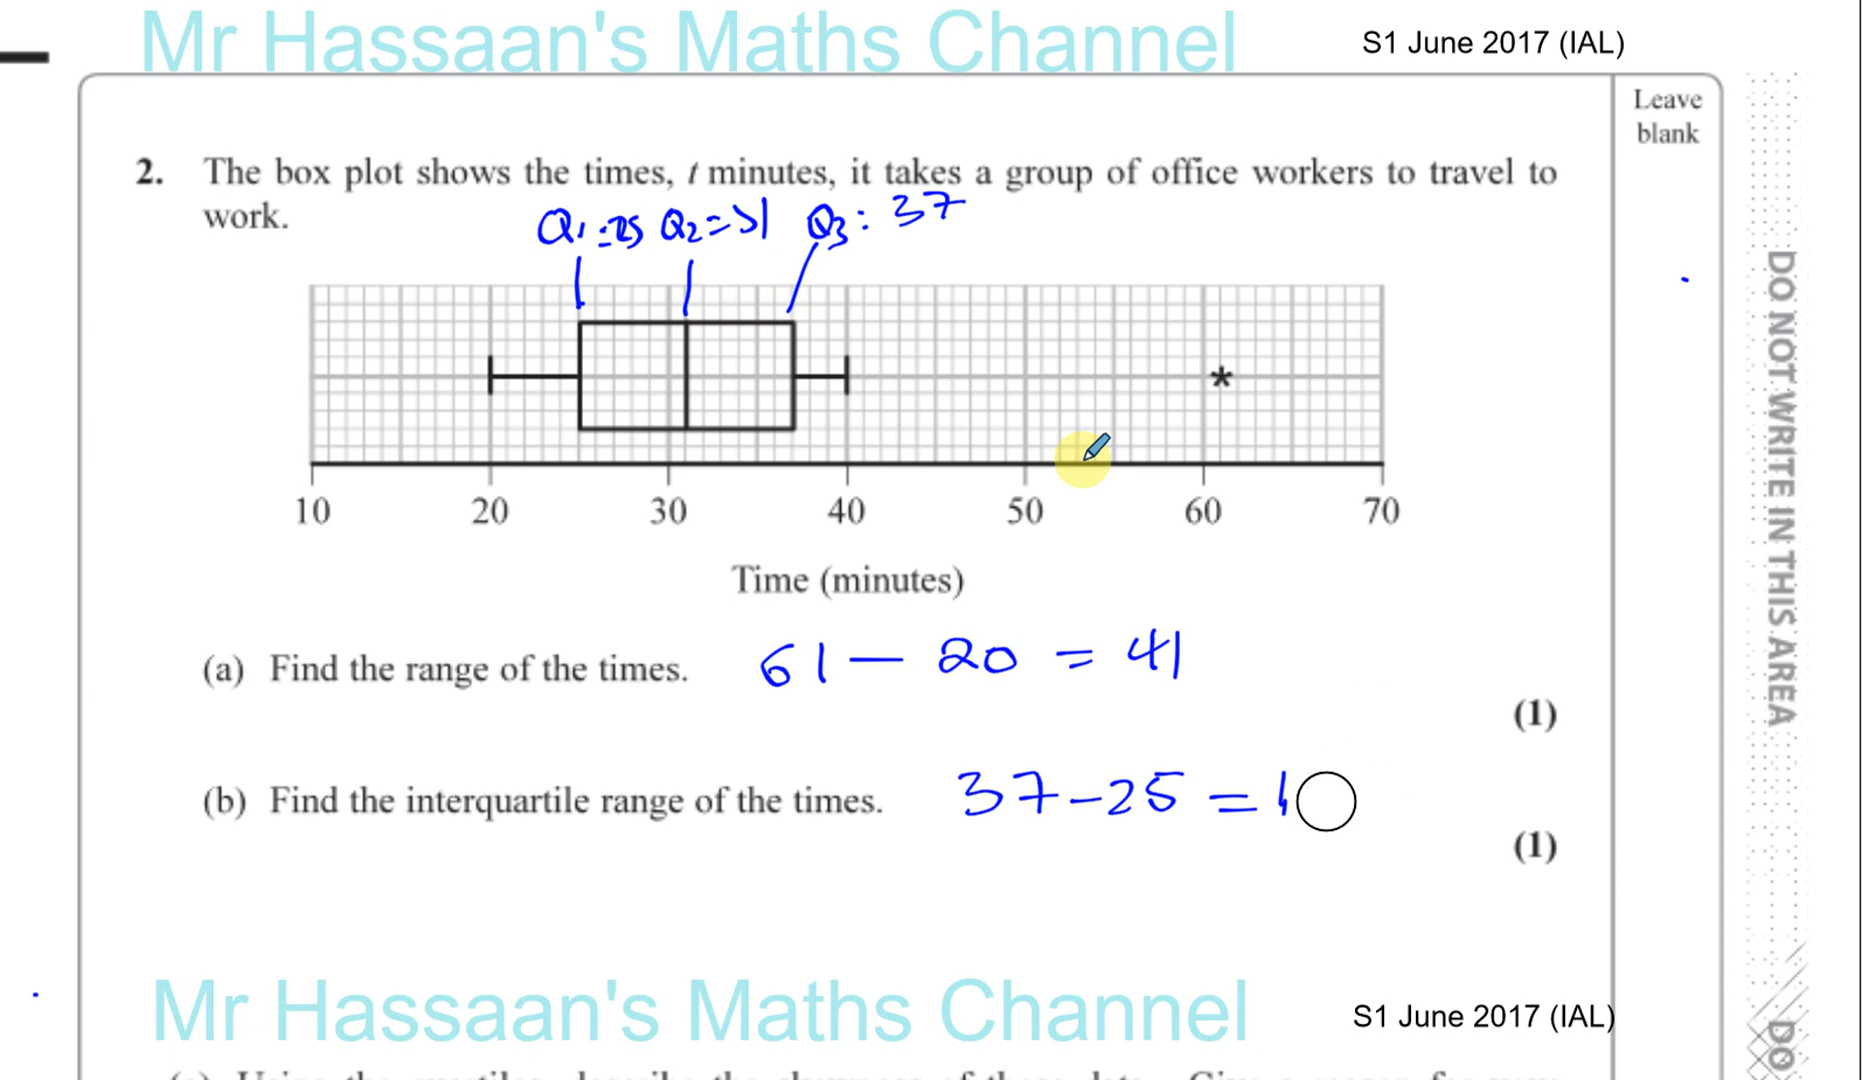 Mr Hassaan's Maths Channel
S1 June 2017 (IAL)
Leave
blank
2. The box plot shows the times, t minutes, it takes a group of office workers to travel to
work.
Q1=25 Q2=31 Q3: 37
*
10 20 30 40 50 60 70
Time (minutes)
(a) Find the range of the times. 61 — 20 = 41
(1)
(b) Find the interquartile range of the times. 37-25 = 1
(1)
DO NOT WRITE IN THIS AREA
Mr Hassaan's Maths Channel
S1 June 2017 (IAL)
DO